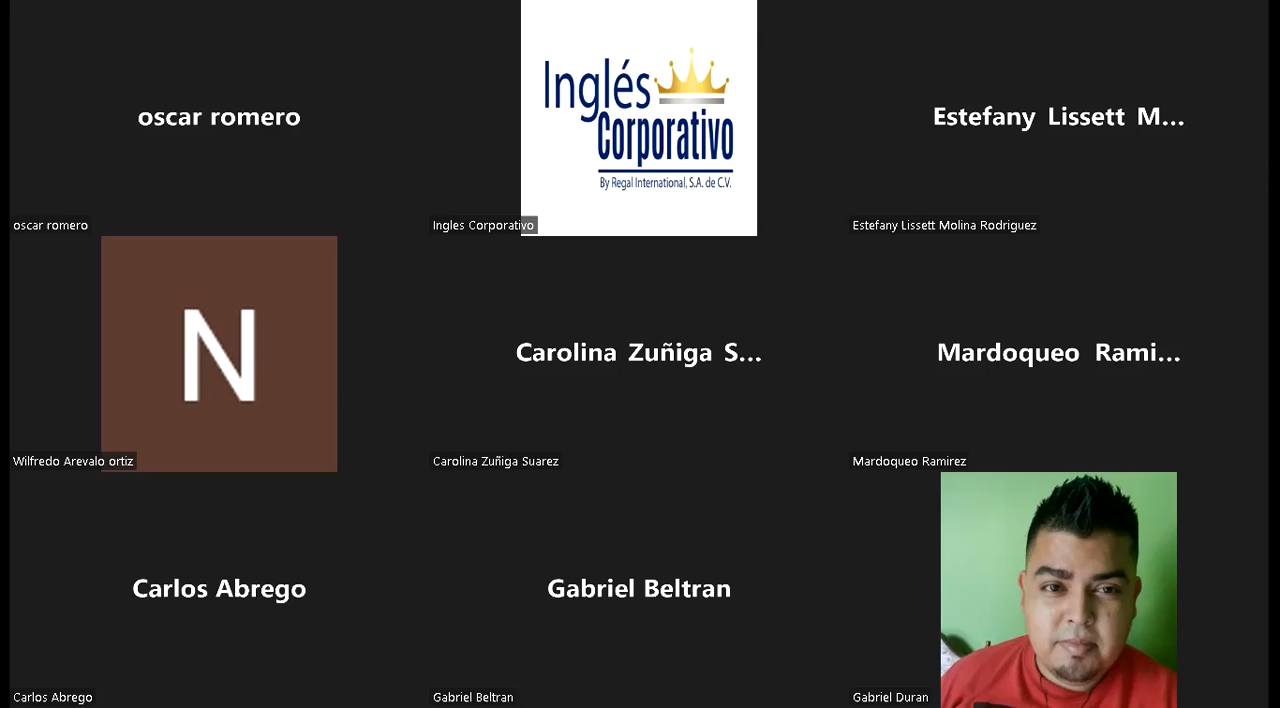 oscar romero
Inglés
Corporativo
By Regal International, S.A. de C.V.
Estefany Lissett M...
oscar romero
Ingles Corporativo
Estefany Lissett Molina Rodriguez
N
Carolina Zuñiga S...
Mardoqueo Rami...
Wilfredo Arevalo ortiz
Carolina Zuñiga Suarez
Mardoqueo Ramirez
Carlos Abrego
Gabriel Beltran
Carlos Abrego
Gabriel Beltran
Gabriel Duran